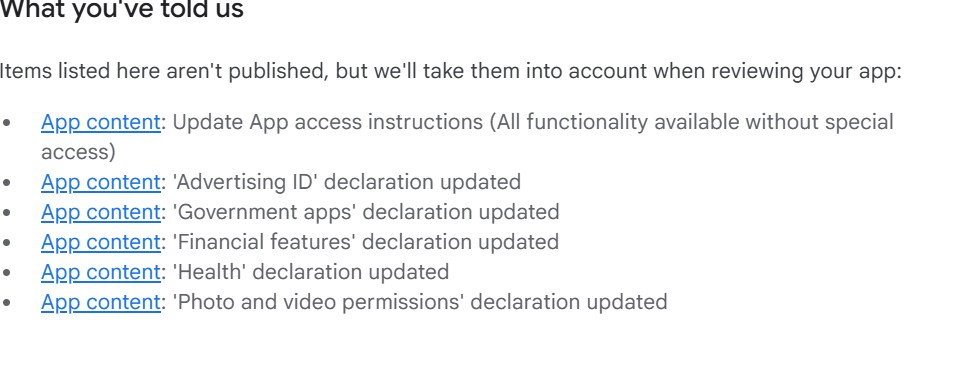 What you've told us
Items listed here aren't published, but we'll take them into account when reviewing your app:
• App content: Update App access instructions (All functionality available without special
access)
• App content: 'Advertising ID' declaration updated
• App content: 'Government apps' declaration updated
• App content: 'Financial features' declaration updated
• App content: 'Health' declaration updated
• App content: 'Photo and video permissions' declaration updated